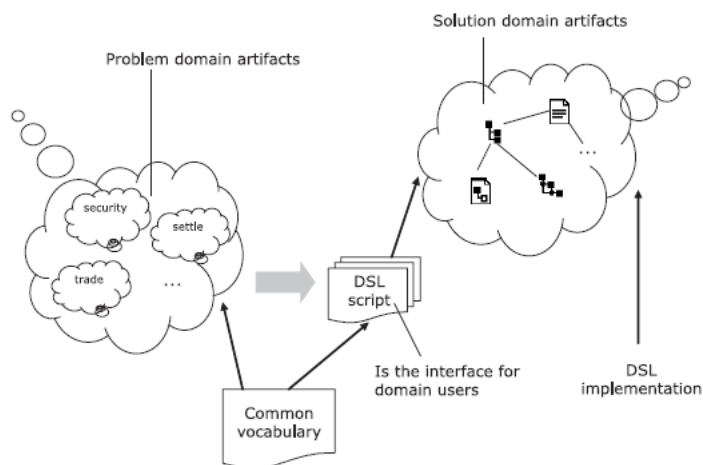 Solution domain artifacts
Problem domain artifacts
...
security
settle
trade
...
DSL
script
Is the interface for
domain users
DSL
implementation
Common
vocabulary